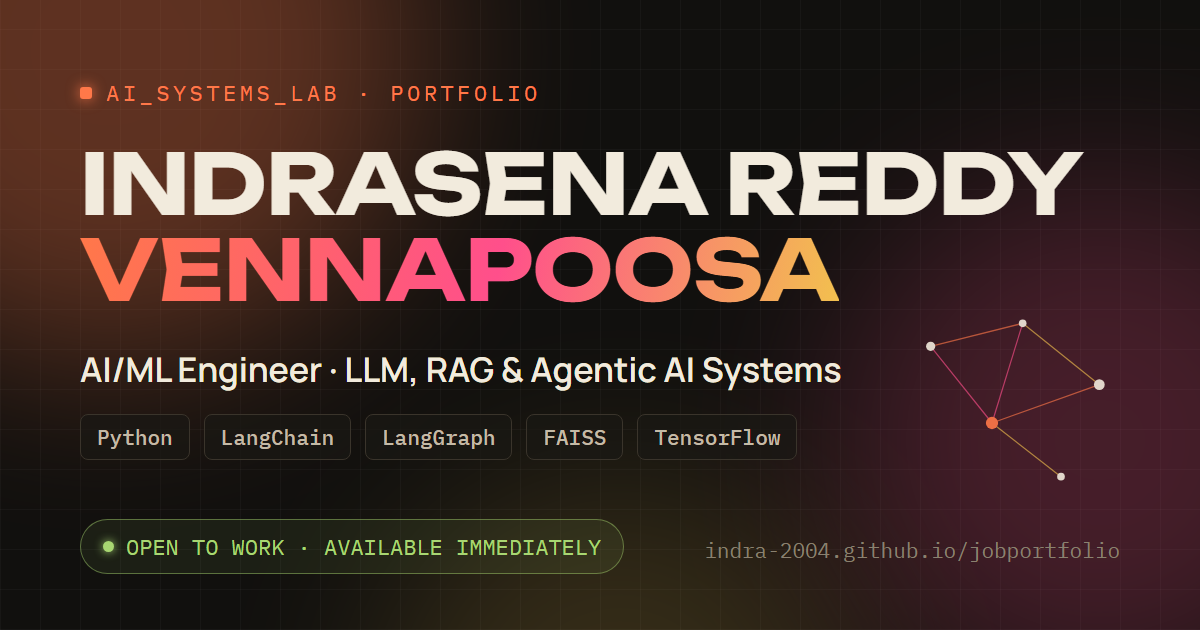 AI_SYSTEMS_LAB · PORTFOLIO
INDRASENA REDDY
VENNAPOOSA
AI/ML Engineer · LLM, RAG & Agentic AI Systems
Python LangChain LangGraph FAISS TensorFlow
OPEN TO WORK · AVAILABLE IMMEDIATELY
indra-2004.github.io/jobportfolio